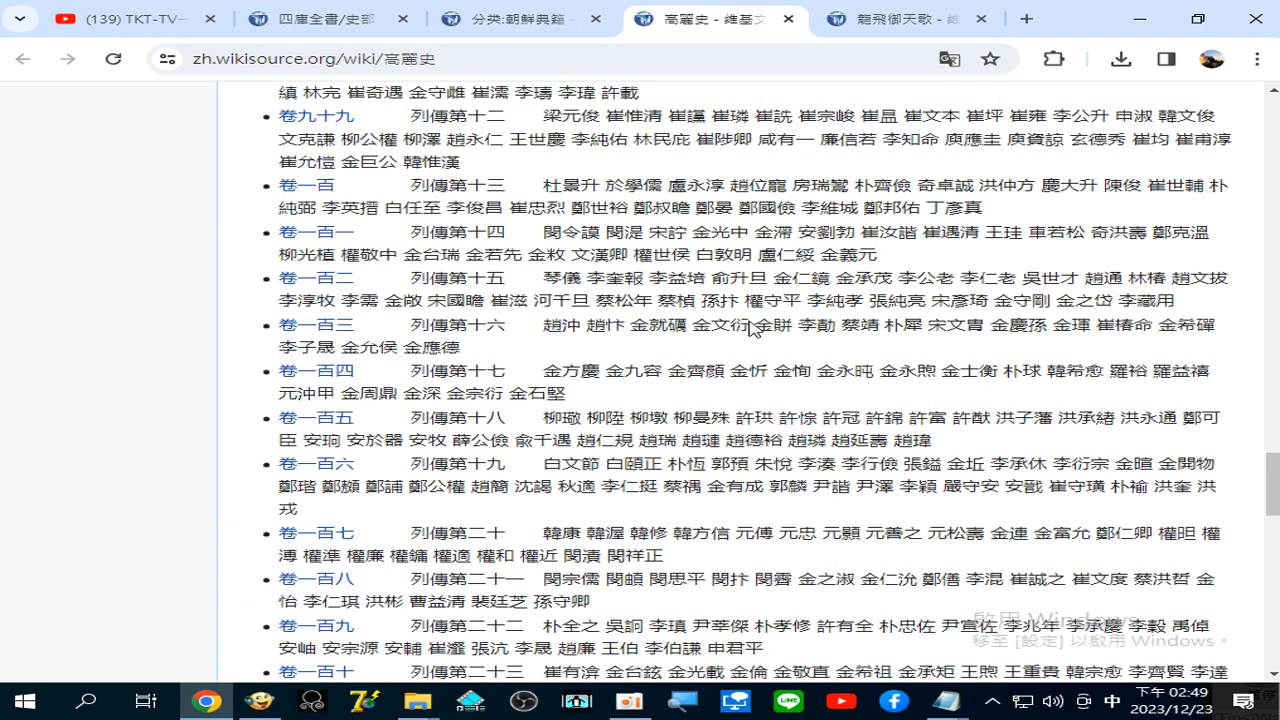 (139) TKT-TV-
四庫全書/史部
分类:朝鮮典籍 -
高麗史 - 維基文
龍飛御天歌 - 維
zh.wikisource.org/wiki/高麗史
縝 林完 崔奇遇 金守雌 崔濡 李璹 李瑋 許載
卷九十九 列傳第十二 梁元俊 崔惟清 崔讜 崔璘 崔詵 崔宗峻 崔昷 崔文本 崔坪 崔雍 李公升 申淑 韓文俊
文克謙 柳公權 柳澤 趙永仁 王世慶 李純佑 林民庇 崔陟卿 咸有一 廉信若 李知命 庾應圭 庾資諒 玄德秀 崔均 崔甫淳
崔允愷 金巨公 韓惟漢
卷一百 列傳第十三 杜景升 於學儒 盧永淳 趙位寵 房瑞鸞 朴齊儉 奇卓誠 洪仲方 慶大升 陳俊 崔世輔 朴
純弼 李英搢 白任至 李俊昌 崔忠烈 鄭世裕 鄭叔瞻 鄭晏 鄭國儉 李維城 鄭邦佑 丁彥真
卷一百一 列傳第十四 閔令謨 閔湜 宋詝 金光中 金滯 安劉勃 崔汝諧 崔遇清 王珪 車若松 奇洪壽 鄭克溫
柳光植 權敬中 金台瑞 金若先 金敉 文漢卿 權世侯 白敦明 盧仁綏 金義元
卷一百二 列傳第十五 琴儀 李奎報 李益培 俞升旦 金仁鏡 金承茂 李公老 李仁老 吳世才 趙通 林椿 趙文拔
李淳牧 李需 金敞 宋國瞻 崔滋 河千旦 蔡松年 蔡楨 孫抃 權守平 李純孝 張純亮 宋彥琦 金守剛 金之岱 李藏用
卷一百三 列傳第十六 趙沖 趙忭 金就礪 金文衍 金賆 李勣 蔡靖 朴犀 宋文冑 金慶孫 金琿 崔椿命 金希磾
李子晟 金允侯 金應德
卷一百四 列傳第十七 金方慶 金九容 金齊顏 金忻 金恂 金永旽 金永煦 金士衡 朴球 韓希愈 羅裕 羅益禧
元沖甲 金周鼎 金深 金宗衍 金石堅
卷一百五 列傳第十八 柳璥 柳陞 柳墩 柳曼殊 許珙 許悰 許冠 許錦 許富 許猷 洪子藩 洪承緒 洪永通 鄭可
臣 安珦 安於器 安牧 薛公儉 俞千遇 趙仁規 趙瑞 趙璉 趙德裕 趙璘 趙延壽 趙瑋
卷一百六 列傳第十九 白文節 白頤正 朴恆 郭預 朱悅 李湊 李行儉 張鎰 金坵 李承休 李衍宗 金晅 金開物
鄭瑎 鄭䫨 鄭誧 鄭公權 趙簡 沈謁 秋適 李仁挺 蔡禑 金有成 郭麟 尹諧 尹澤 李穎 嚴守安 安戩 崔守璜 朴褕 洪奎 洪
戎
卷一百七 列傳第二十 韓康 韓渥 韓修 韓方信 元傅 元忠 元顥 元善之 元松壽 金連 金富允 鄭仁卿 權㫜 權
溥 權準 權廉 權鏞 權適 權和 權近 閔漬 閔祥正
卷一百八 列傳第二十一 閔宗儒 閔頔 閔思平 閔抃 閔霽 金之淑 金仁沇 鄭僐 李混 崔誠之 崔文度 蔡洪哲 金
怡 李仁琪 洪彬 曹益清 裴廷芝 孫守卿
卷一百九 列傳第二十二 朴全之 吳詗 李瑱 尹莘傑 朴孝修 許有全 朴忠佐 尹宣佐 李兆年 李承慶 李穀 禹倬
安軸 安宗源 安輔 崔瀣 張沆 李晟 趙廉 王伯 李伯謙 申君平
卷一百十 列傳第二十三 崔有渰 金台鉉 金光載 金倫 金敬直 金希祖 金承矩 王煦 王重貴 韓宗愈 李齊賢 李達
啟用 Windows
移至 [設定] 以啟用 Windows。
中
下午 02:49
2023/12/23